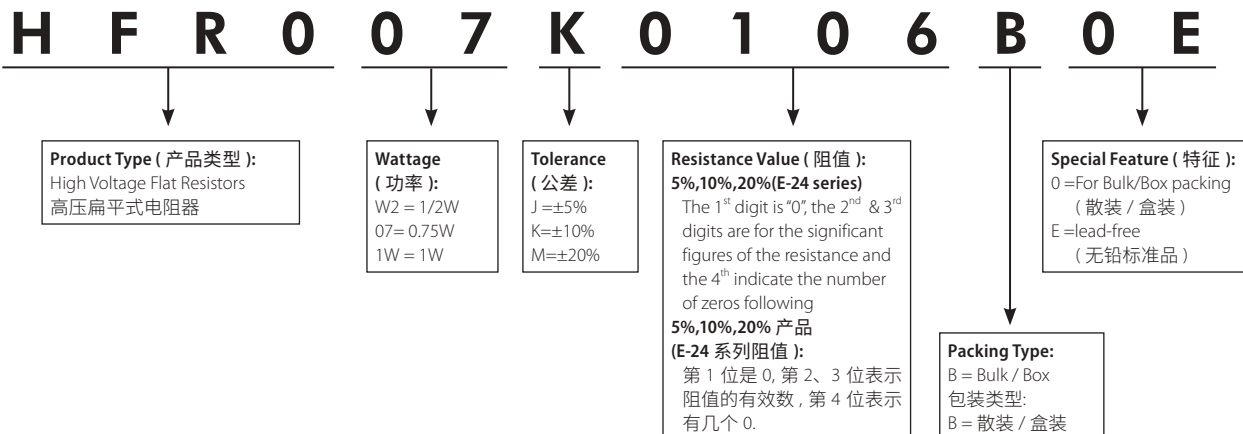 H F R 0 0 7 K 0 1 0 6 B 0 E
Product Type ( 产品类型 ):
High Voltage Flat Resistors
高压扁平式电阻器
Wattage
( 功率 ):
W2 = 1/2W
07= 0.75W
1W = 1W
Tolerance
( 公差 ):
J =±5%
K=±10%
M=±20%
Resistance Value ( 阻值 ):
5%,10%,20%(E-24 series)
The 1st digit is "0", the 2nd & 3rd
digits are for the significant
figures of the resistance and
the 4th indicate the number
of zeros following
5%,10%,20% 产品
(E-24 系列阻值 ):
第 1 位是 0, 第 2、3 位表示
阻值的有效数 , 第 4 位表示
有几个 0.
Packing Type:
B = Bulk / Box
包装类型:
B = 散装 / 盒装
Special Feature ( 特征 ):
0 =For Bulk/Box packing
( 散装 / 盒装 )
E =lead-free
( 无铅标准品 )